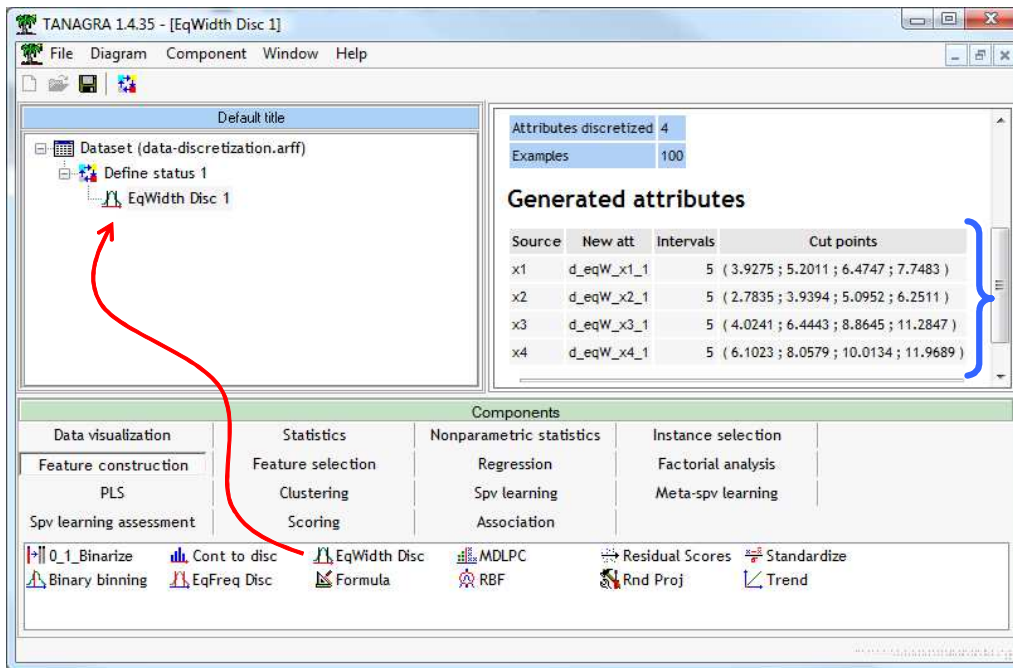 TANAGRA 1.4.35 - [EqWidth Disc 1]
File Diagram Component Window Help
Default title
Dataset (data-discretization.arff)
Define status 1
EqWidth Disc 1
Attributes discretized 4
Examples 100
Generated attributes
Source New att Intervals Cut points
x1 d_eqW_x1_1 5 ( 3.9275 ; 5.2011 ; 6.4747 ; 7.7483 )
x2 d_eqW_x2_1 5 ( 2.7835 ; 3.9394 ; 5.0952 ; 6.2511 )
x3 d_eqW_x3_1 5 ( 4.0241 ; 6.4443 ; 8.8645 ; 11.2847 )
x4 d_eqW_x4_1 5 ( 6.1023 ; 8.0579 ; 10.0134 ; 11.9689 )
Components
Data visualization Statistics Nonparametric statistics Instance selection
Feature construction Feature selection Regression Factorial analysis
PLS Clustering Spv learning Meta-spv learning
Spv learning assessment Scoring Association
0_1_Binarize Cont to disc EqWidth Disc MDLPC Residual Scores Standardize
Binary binning EqFreq Disc Formula RBF Rnd Proj Trend